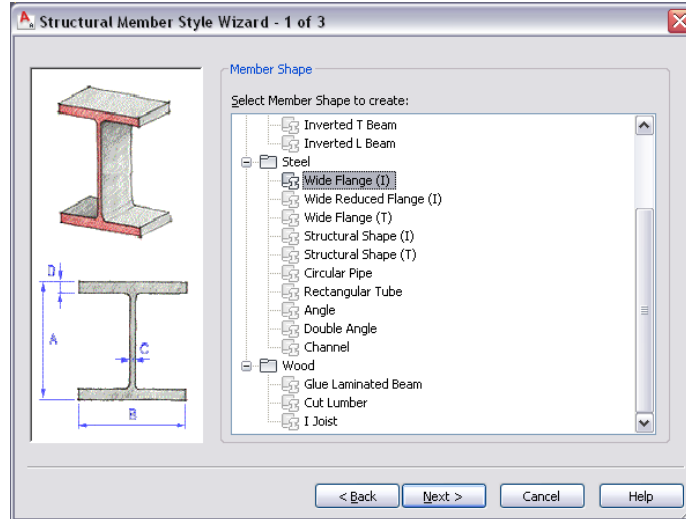 Structural Member Style Wizard - 1 of 3
Member Shape
Select Member Shape to create:
Inverted T Beam
Inverted L Beam
Steel
Wide Flange (I)
Wide Reduced Flange (I)
Wide Flange (T)
Structural Shape (I)
Structural Shape (T)
Circular Pipe
Rectangular Tube
Angle
Double Angle
Channel
Wood
Glue Laminated Beam
Cut Lumber
I Joist
D
A
C
B
< Back
Next >
Cancel
Help